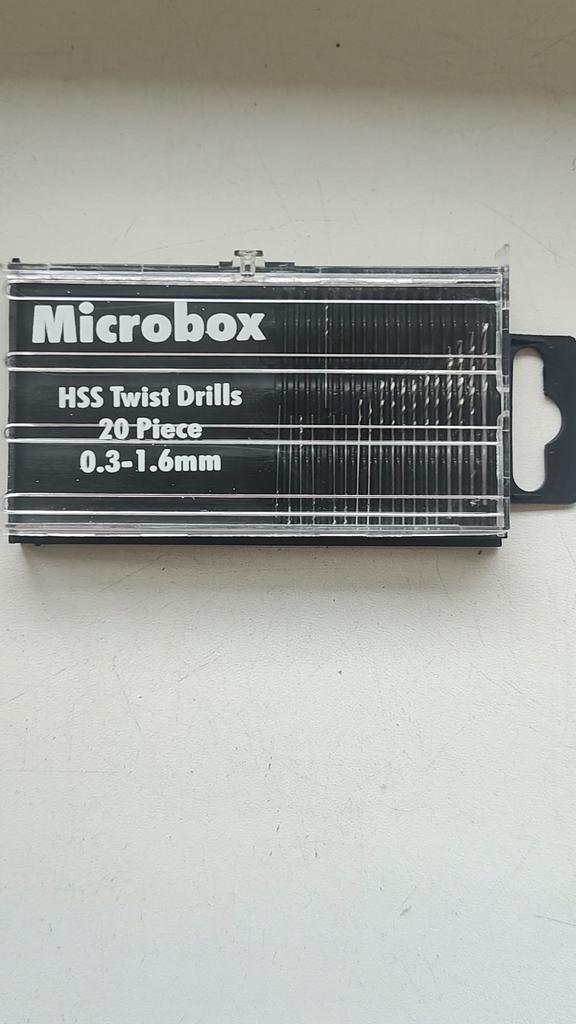 Microbox
HSS Twist Drills
20 Piece
0.3-1.6mm